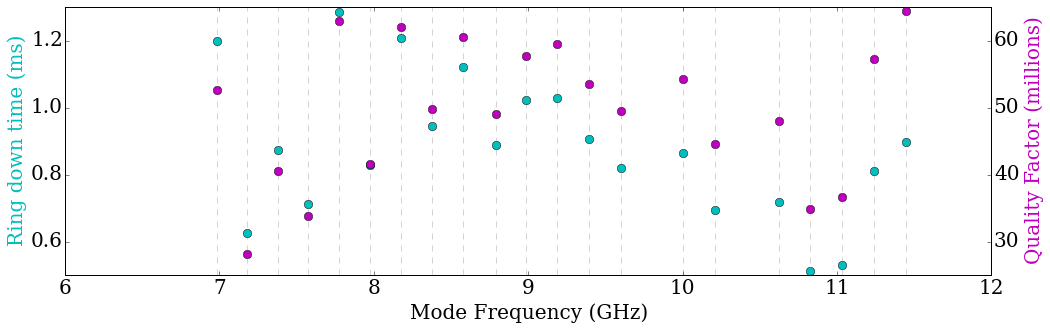 Ring down time (ms)
1.2
1.0
0.8
0.6
60
50
40
30
Quality Factor (millions)
6 7 8 9 10 11 12
Mode Frequency (GHz)